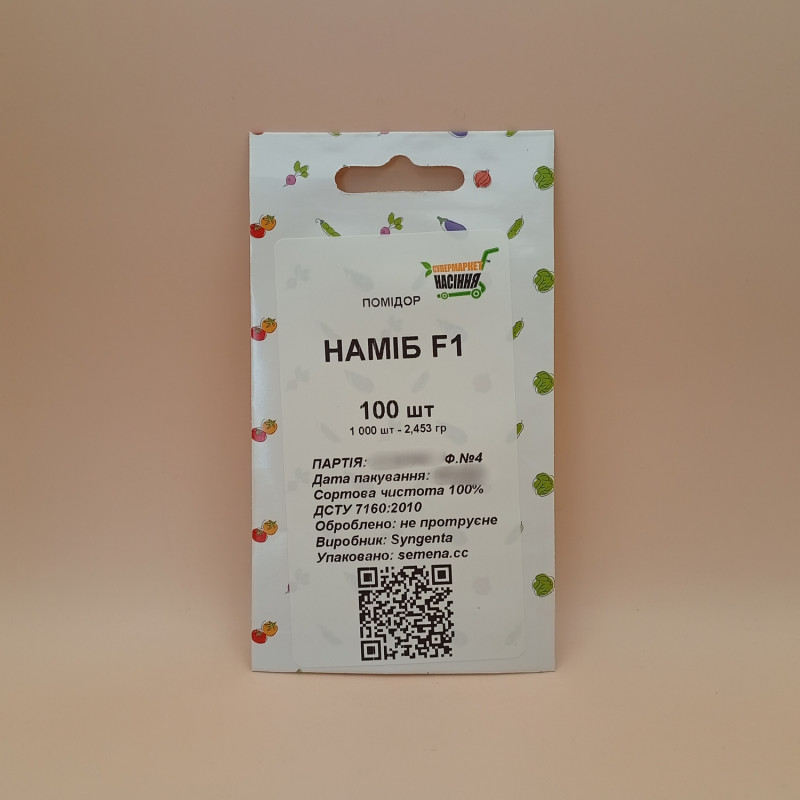 СУПЕРМАРКЕТ
НАСІННЯ
ПОМІДОР
НАМІБ F1
100 шт
1 000 шт - 2,453 гр
ПАРТІЯ: Ф.№4
Дата пакування:
Сортова чистота 100%
ДСТУ 7160:2010
Оброблено: не протруєне
Виробник: Syngenta
Упаковано: semena.cc